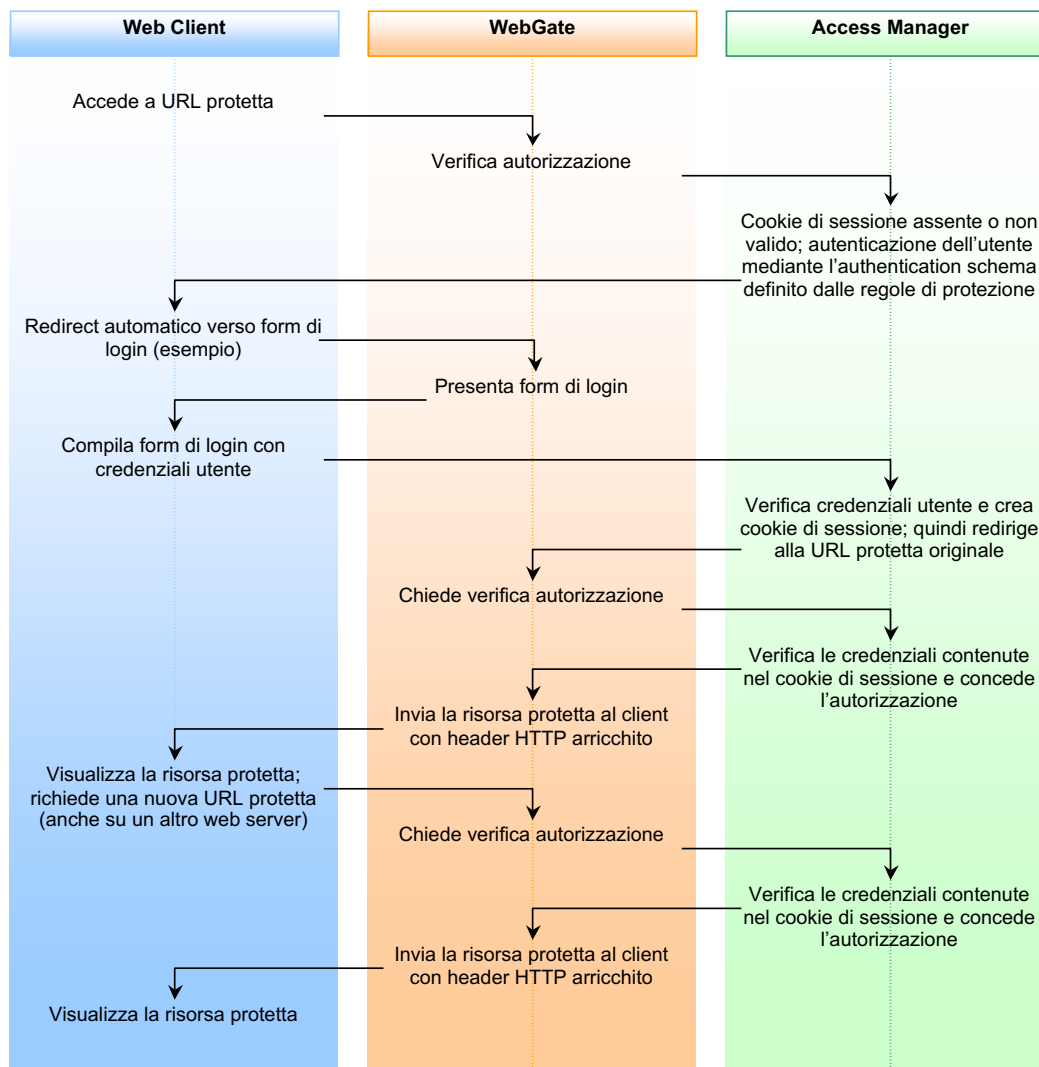 Web Client
WebGate
Access Manager
Accede a URL protetta
Verifica autorizzazione
Cookie di sessione assente o non
valido; autenticazione dell'utente
mediante l'authentication schema
definito dalle regole di protezione
Redirect automatico verso form di
login (esempio)
Presenta form di login
Compila form di login con
credenziali utente
Verifica credenziali utente e crea
cookie di sessione; quindi redirige
alla URL protetta originale
Chiede verifica autorizzazione
Verifica le credenziali contenute
nel cookie di sessione e concede
l'autorizzazione
Invia la risorsa protetta al client
con header HTTP arricchito
Visualizza la risorsa protetta;
richiede una nuova URL protetta
(anche su un altro web server)
Chiede verifica autorizzazione
Verifica le credenziali contenute
nel cookie di sessione e concede
l'autorizzazione
Invia la risorsa protetta al client
con header HTTP arricchito
Visualizza la risorsa protetta